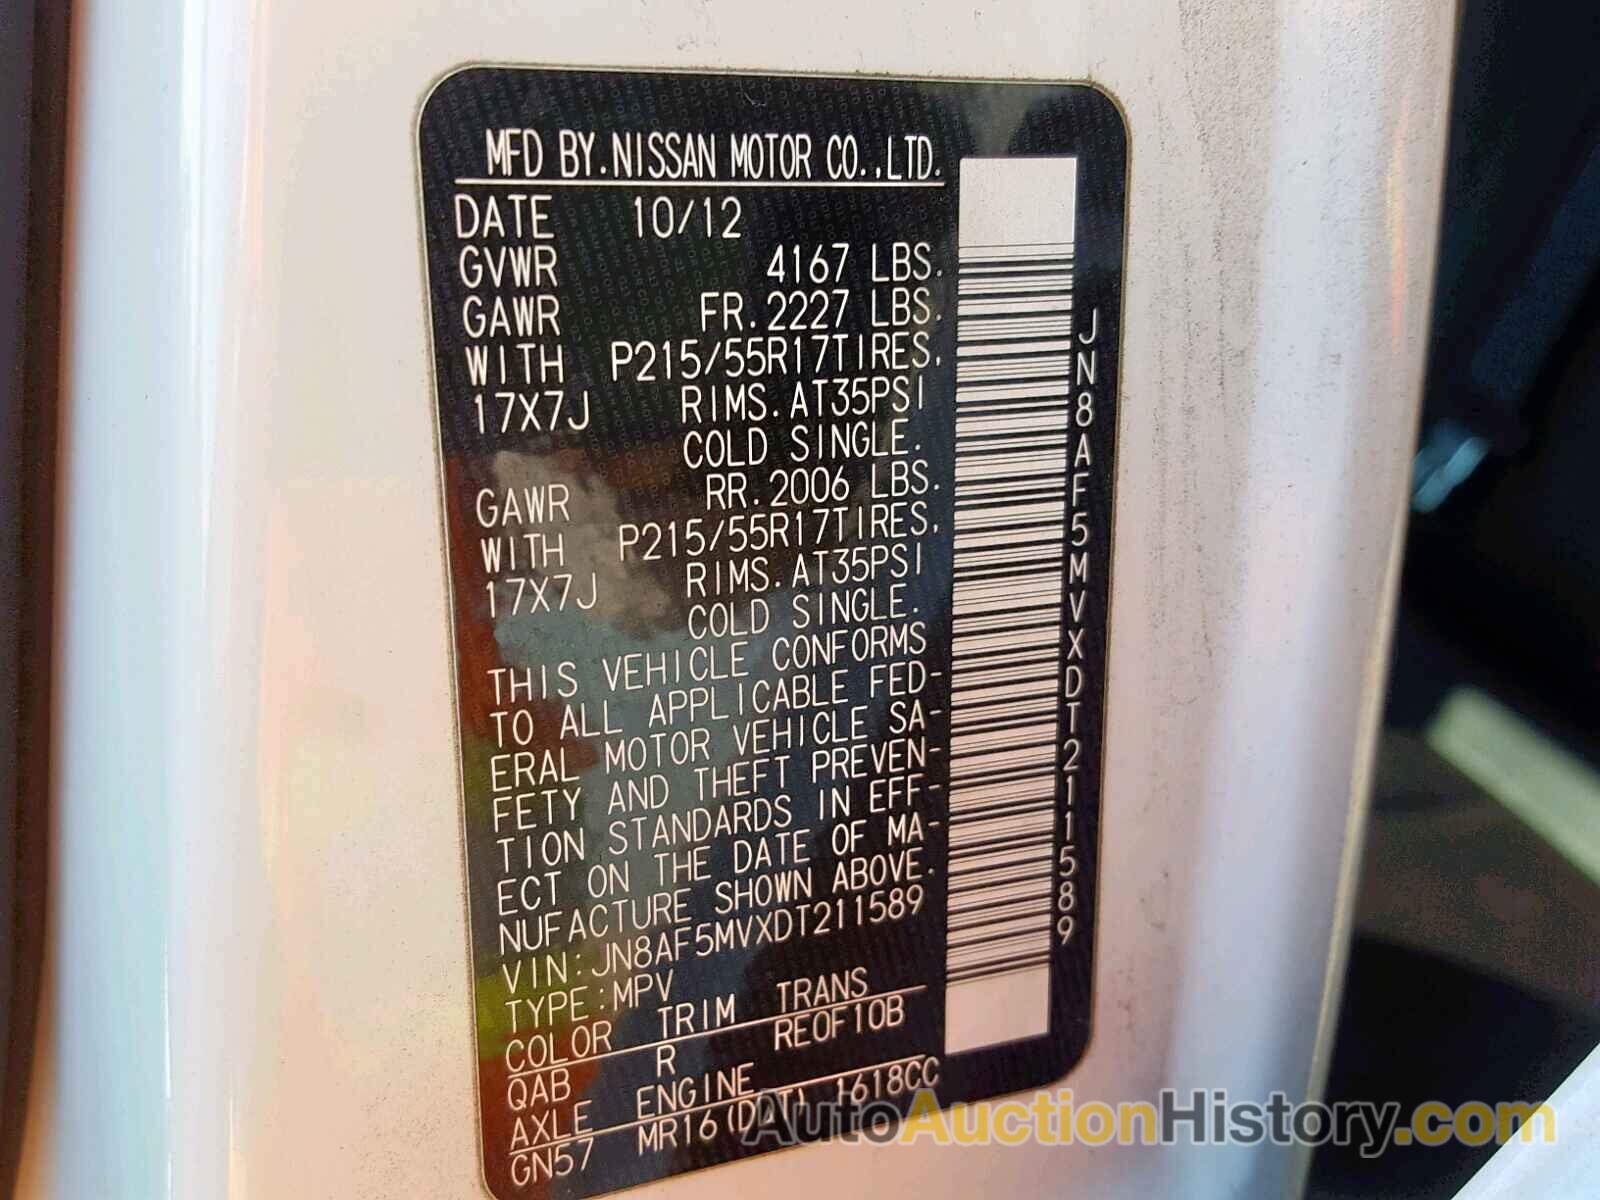 MFD BY.NISSAN MOTOR CO.,LTD.
DATE 10/12
GVWR 4167 LBS.
GAWR FR.2227 LBS.
WITH P215/55R17TIRES,
17X7J RIMS.AT35PSI
COLD SINGLE.
GAWR RR.2006 LBS.
WITH P215/55R17TIRES,
17X7J RIMS.AT35PSI
COLD SINGLE.
THIS VEHICLE CONFORMS
TO ALL APPLICABLE FED-
ERAL MOTOR VEHICLE SA-
FETY AND THEFT PREVEN-
TION STANDARDS IN EFF-
ECT ON THE DATE OF MA-
NUFACTURE SHOWN ABOVE.
VIN:JN8AF5MVXDT211589
TYPE:MPV
COLOR TRIM TRANS
QAB R REOF10B
AXLE ENGINE
GN57 MR16(DDT) 1618CC
JN8AF5MVXDT211589
AutoAuctionHistory.com